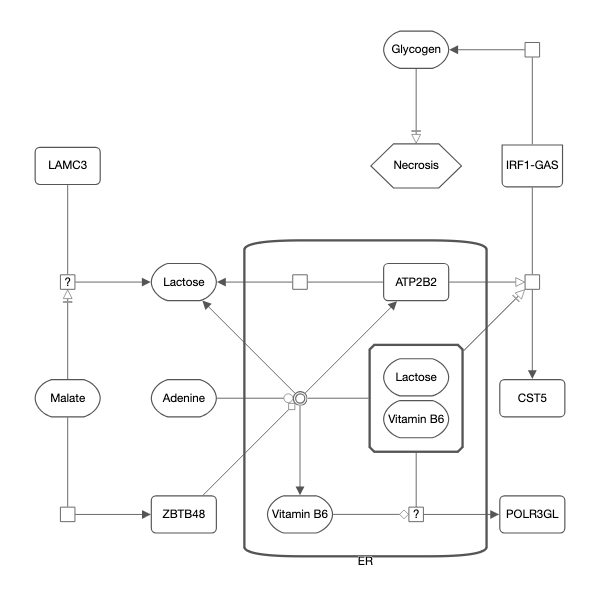 Glycogen
LAMC3
Necrosis
IRF1-GAS
?
Lactose
ATP2B2
Lactose
Malate
Adenine
CST5
Vitamin B6
ZBTB48
Vitamin B6
?
POLR3GL
ER